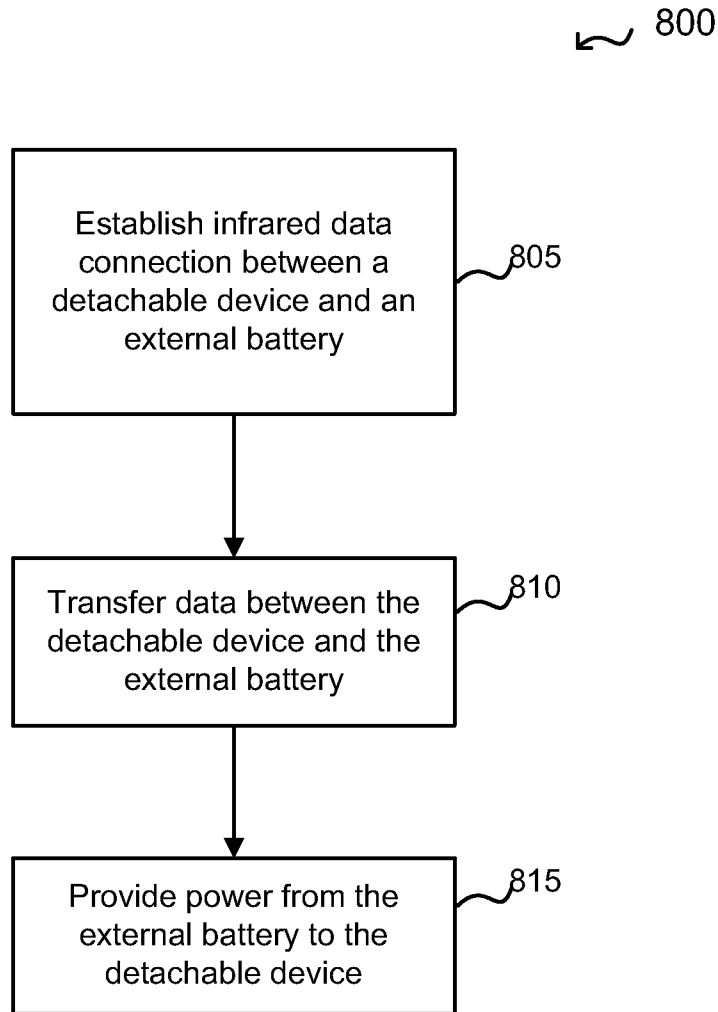 800
Establish infrared data
connection between a
detachable device and an
external battery
805
Transfer data between the
detachable device and the
external battery
810
Provide power from the
external battery to the
detachable device
815